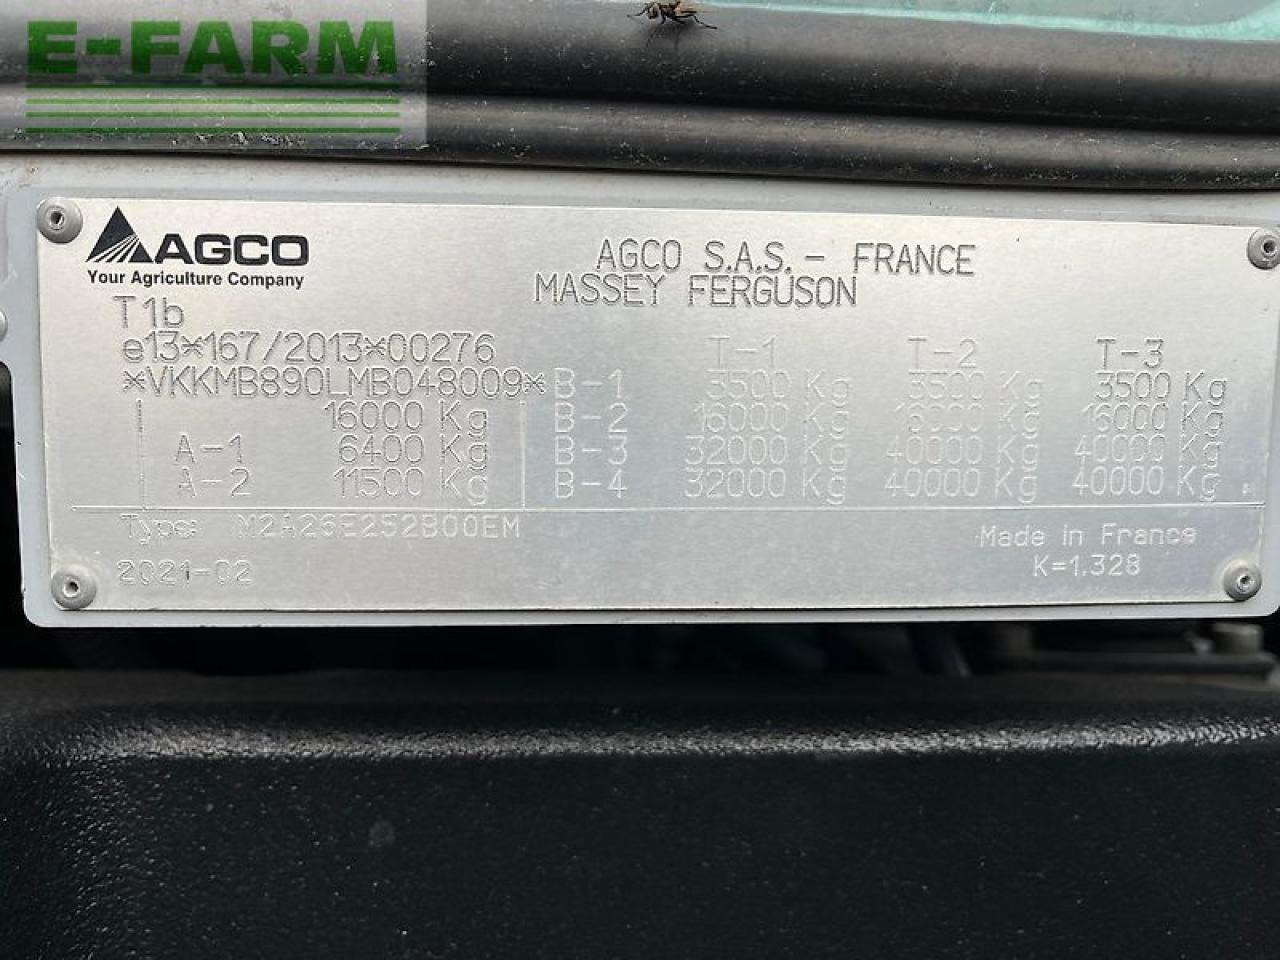 E-FARM
AGCO
Your Agriculture Company
AGCO S.A.S. - FRANCE
MASSEY FERGUSON
T1b
e13*167/2013*00276 T-1 T-2 T-3
*VKKMB890LMB048009* B-1 3500 Kg 3500 Kg 3500 Kg
16000 Kg B-2 16000 Kg 16000 Kg 16000 Kg
A-1 6400 Kg B-3 32000 Kg 40000 Kg 40000 Kg
A-2 11500 Kg B-4 32000 Kg 40000 Kg 40000 Kg
Type: M2A26E252B00EM Made in France
2021-02 K=1.328